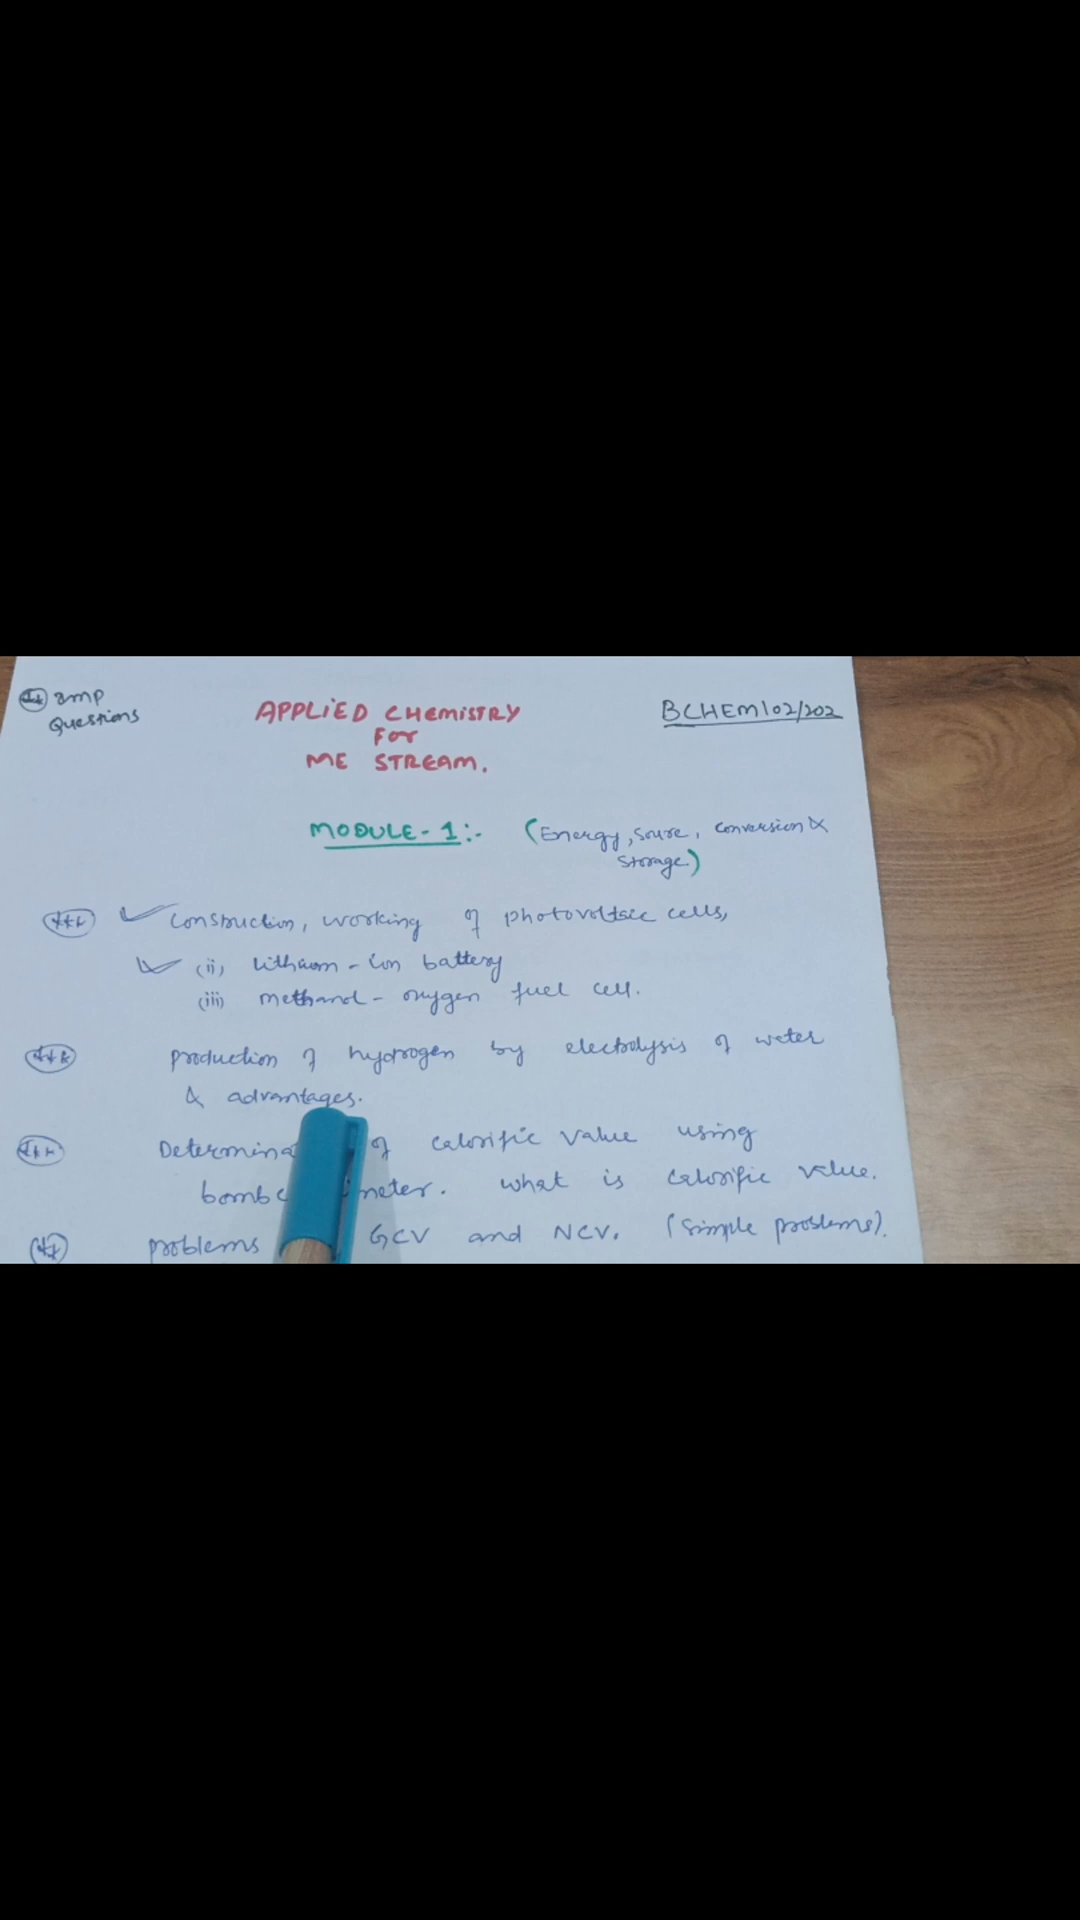 Imp
Questions
APPLiED CHEMiSTRY
For
ME STREAM.
BCHEM102/202
MODULE-1:- (Energy, Soure, Conversion &
Storage.)
Construction, working of photovoltaic cells,
(ii) Lithium-ion battery
(iii) methanol-oxygen fuel cell.
production of hydrogen by electrolysis of water
& advantages.
Determina of calorific value using
bomb c meter. what is calorific value.
problems GCV and NCV. (Simple problems).